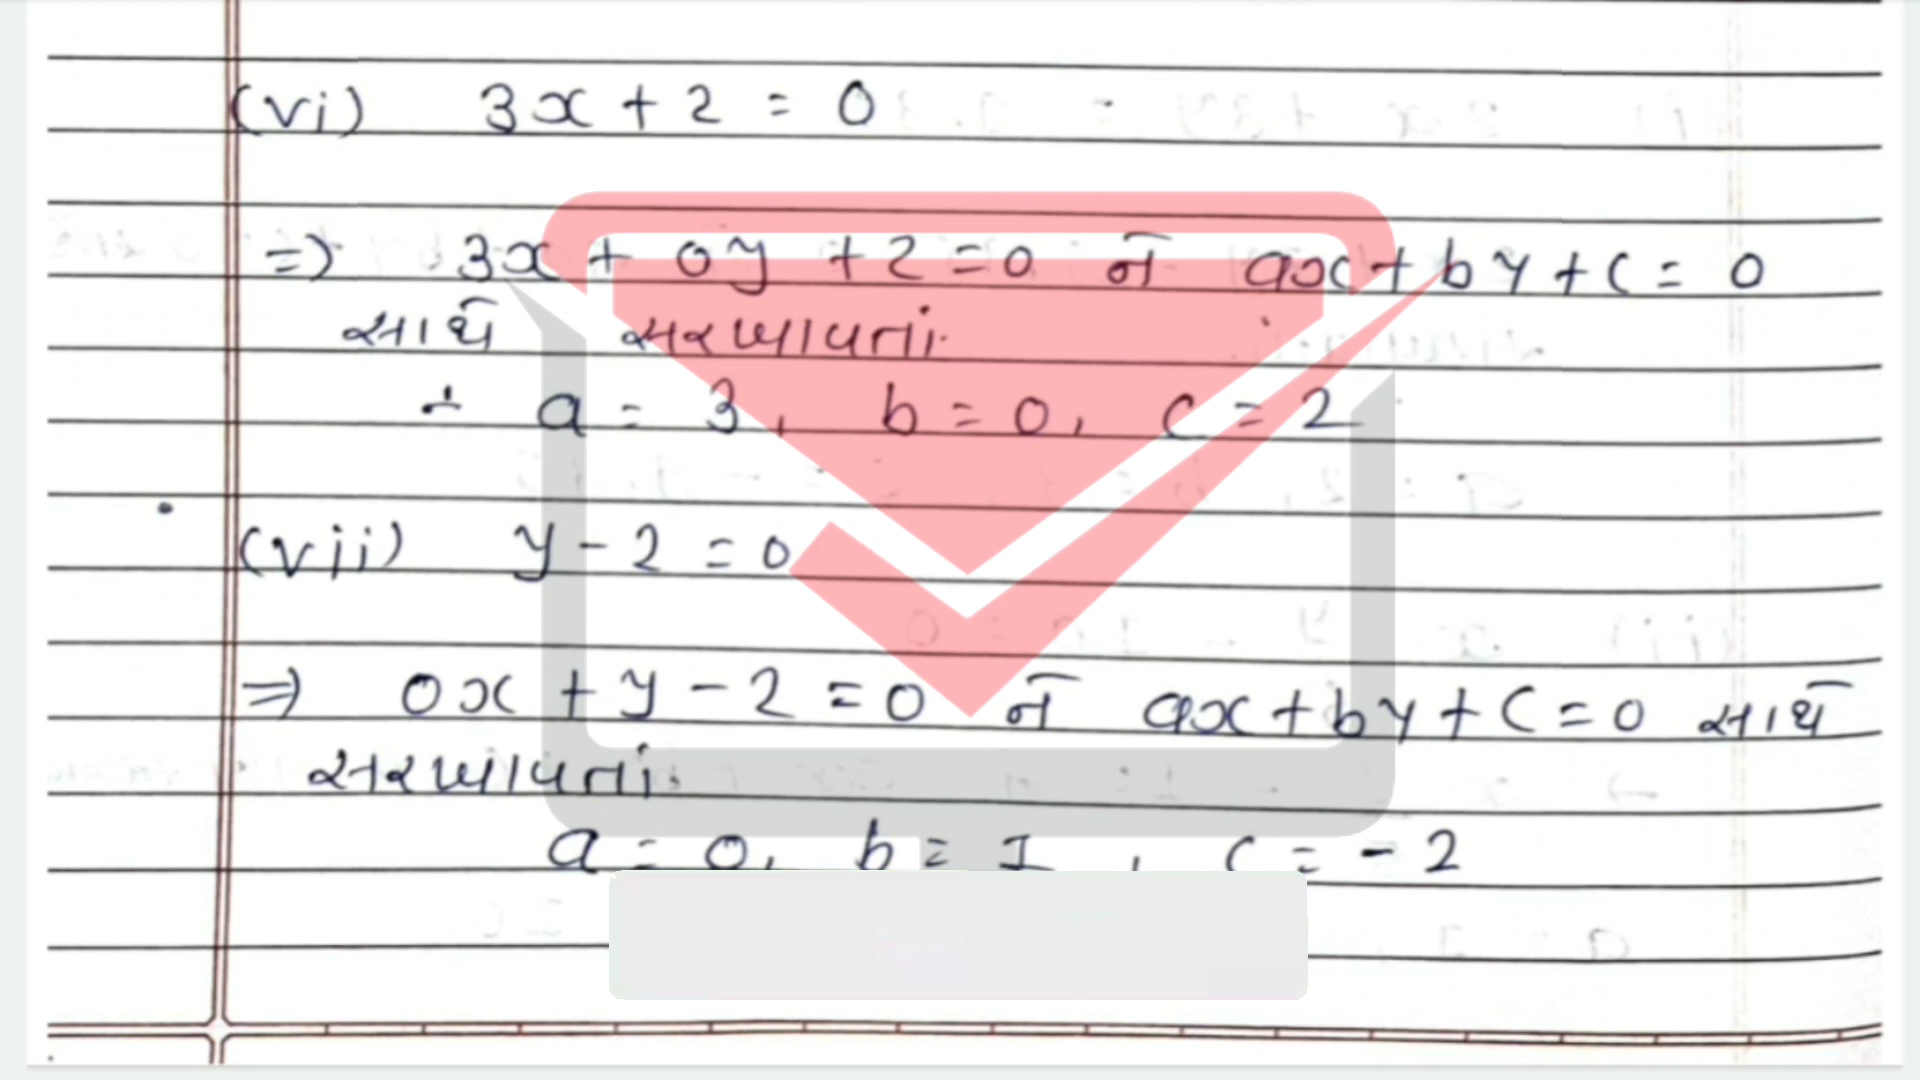 (vi) 3x + 2 = 0
=) 3x + 0y + 2 = 0 ને ax + by + c = 0
સાથે સરખાવતાં
∴ a = 3, b = 0, c = 2
(vii) y - 2 = 0
⇒ 0x + y - 2 = 0 ને ax + by + c = 0 સાથે
સરખાવતાં
a = 0, b = 1, c = - 2